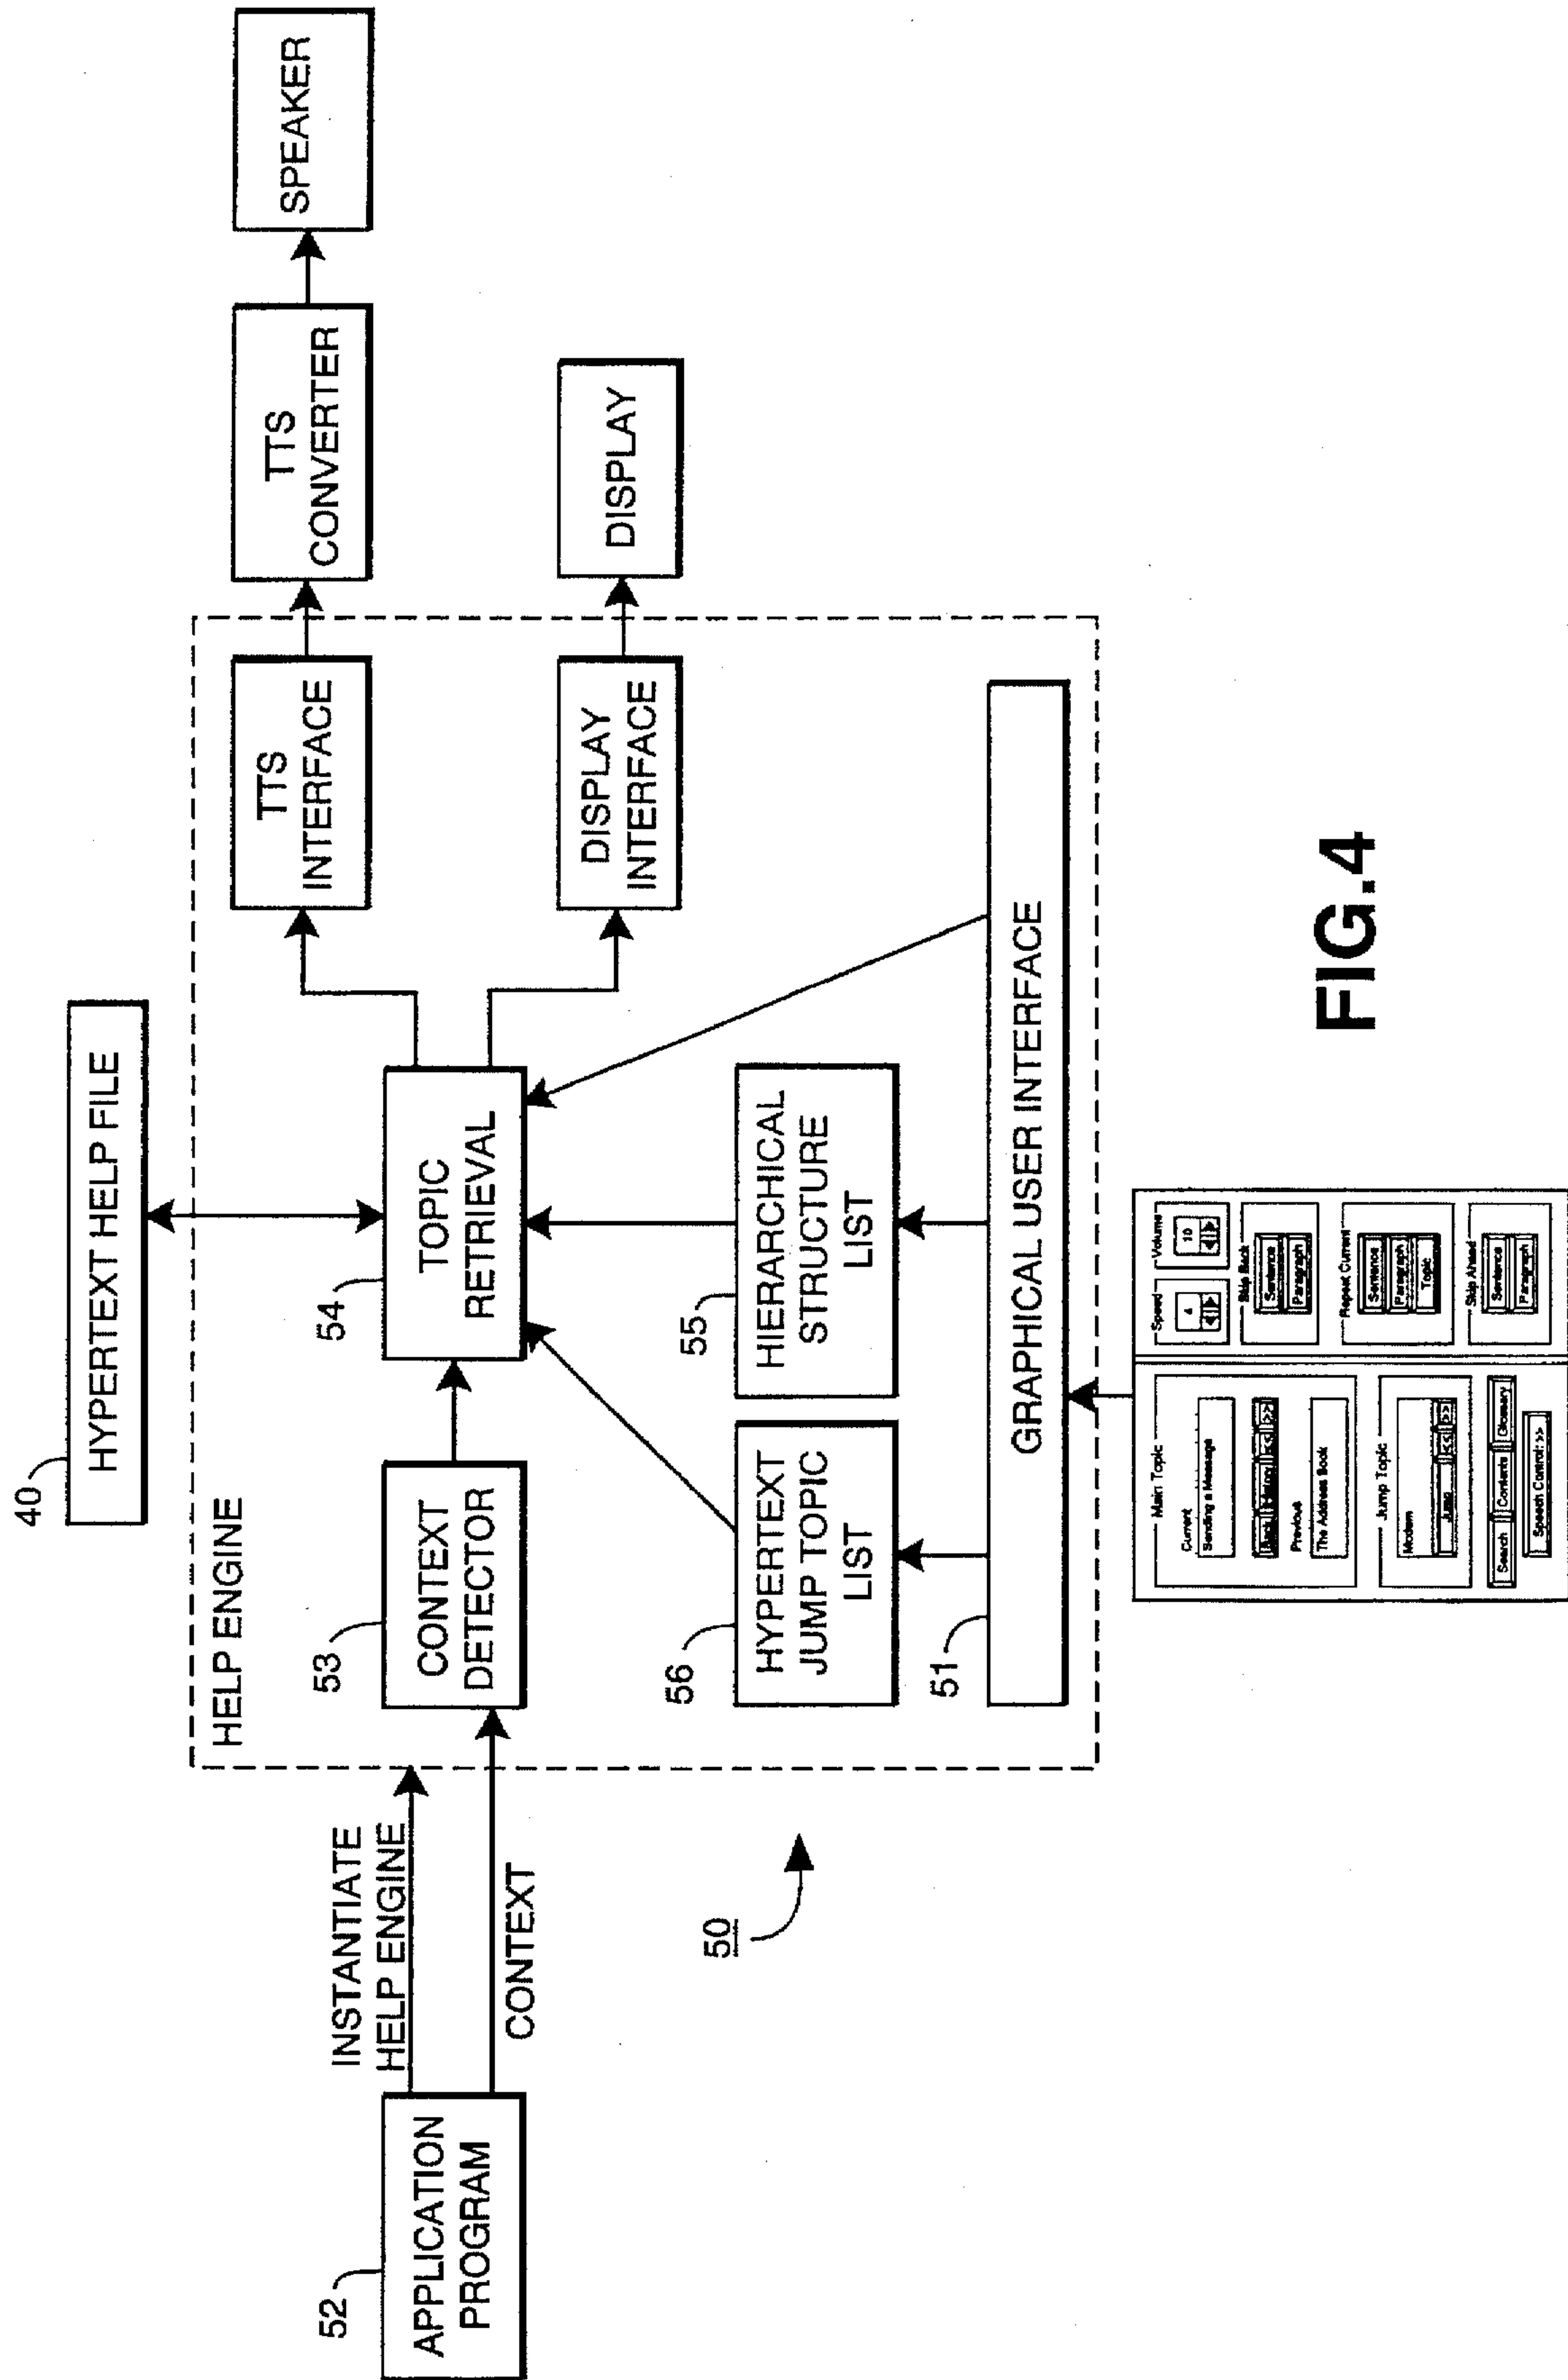 40
HYPERTEXT HELP FILE
HELP ENGINE
INSTANTIATE
HELP ENGINE
CONTEXT
52
APPLICATION
PROGRAM
53
CONTEXT
DETECTOR
54
TOPIC
RETRIEVAL
TTS
INTERFACE
TTS
CONVERTER
SPEAKER
DISPLAY
INTERFACE
DISPLAY
56
HYPERTEXT
JUMP TOPIC
LIST
55
HIERARCHICAL
STRUCTURE
LIST
51
GRAPHICAL USER INTERFACE
50
Main Topic
Current
Sending a Message
Back History << >>
Previous
The Address Book
Jump Topic
Modem
Jump << >>
Search Contents Glossary
Speech Control: >>
Speed
4
Volume
10
Skip Back
Sentence
Paragraph
Repeat Current
Sentence
Paragraph
Topic
Skip Ahead
Sentence
Paragraph
FIG.4